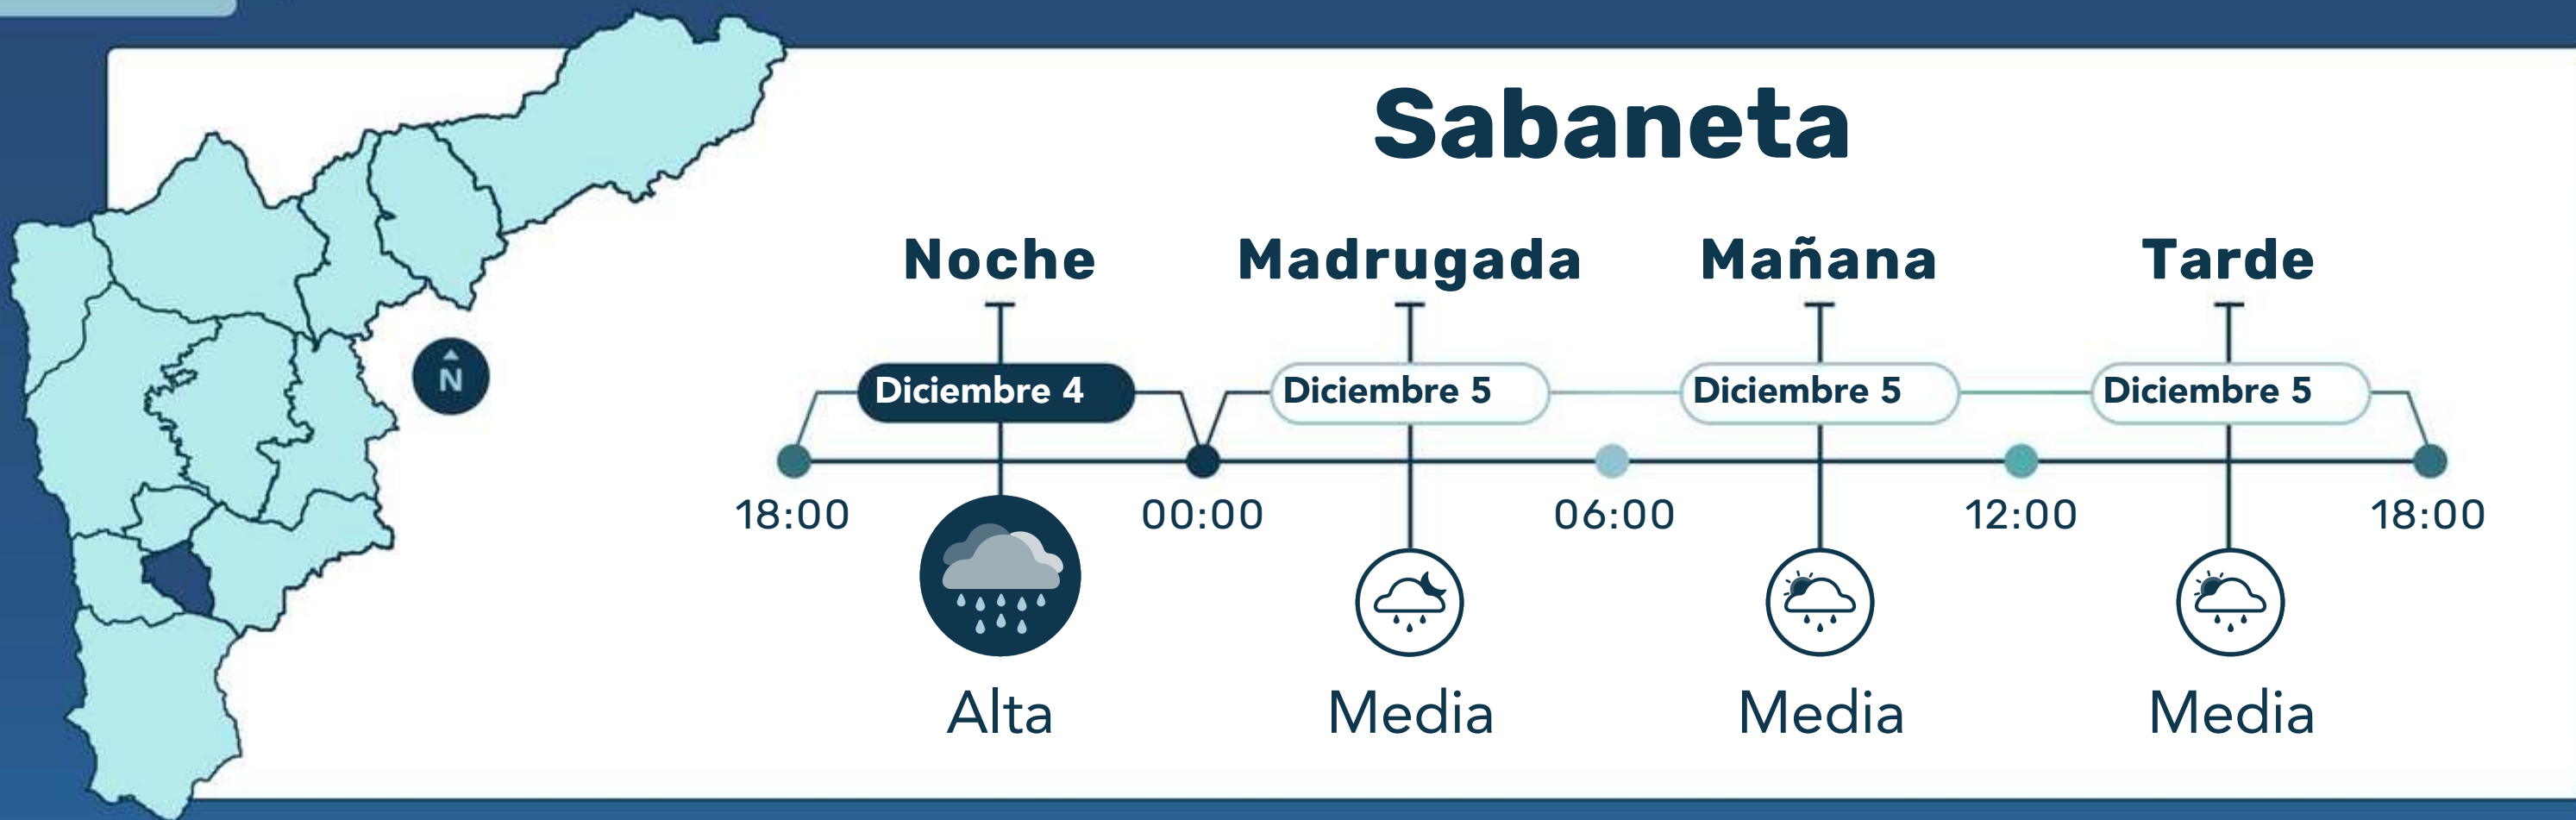 Sabaneta
Noche Madrugada Mañana Tarde
N
Diciembre 4 Diciembre 5 Diciembre 5 Diciembre 5
18:00 00:00 06:00 12:00 18:00
Alta Media Media Media